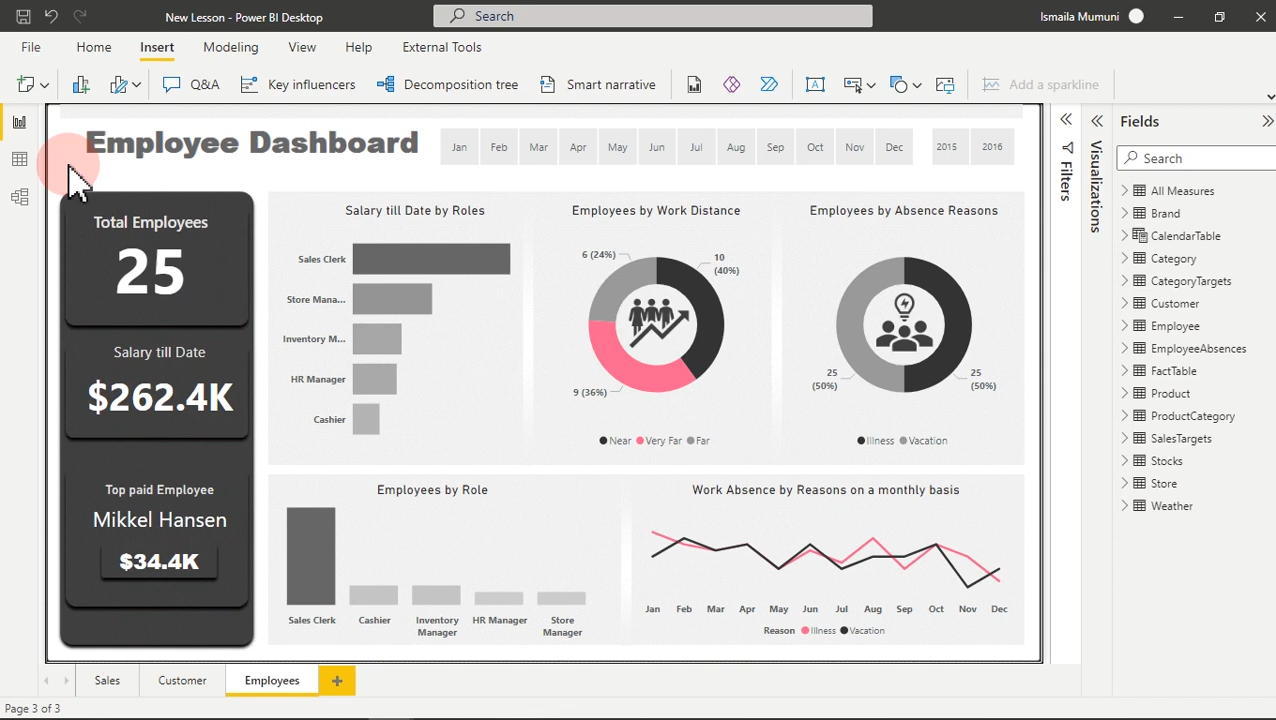 New Lesson - Power BI Desktop
Search
Ismaila Mumuni
File Home Insert Modeling View Help External Tools
Q&A Key influencers Decomposition tree Smart narrative Add a sparkline
Employee Dashboard
Jan Feb Mar Apr May Jun Jul Aug Sep Oct Nov Dec 2015 2016
Total Employees
25
Salary till Date
$262.4K
Top paid Employee
Mikkel Hansen
$34.4K
Salary till Date by Roles
Sales Clerk
Store Mana...
Inventory M...
HR Manager
Cashier
Employees by Work Distance
6 (24%)
10
(40%)
9 (36%)
Near Very Far Far
Employees by Absence Reasons
25
(50%)
25
(50%)
Illness Vacation
Employees by Role
Sales Clerk Cashier Inventory Manager HR Manager Store Manager
Work Absence by Reasons on a monthly basis
Jan Feb Mar Apr May Jun Jul Aug Sep Oct Nov Dec
Reason Illness Vacation
Filters
Visualizations
Fields
Search
All Measures
Brand
CalendarTable
Category
CategoryTargets
Customer
Employee
EmployeeAbsences
FactTable
Product
ProductCategory
SalesTargets
Stocks
Store
Weather
Sales Customer Employees
Page 3 of 3